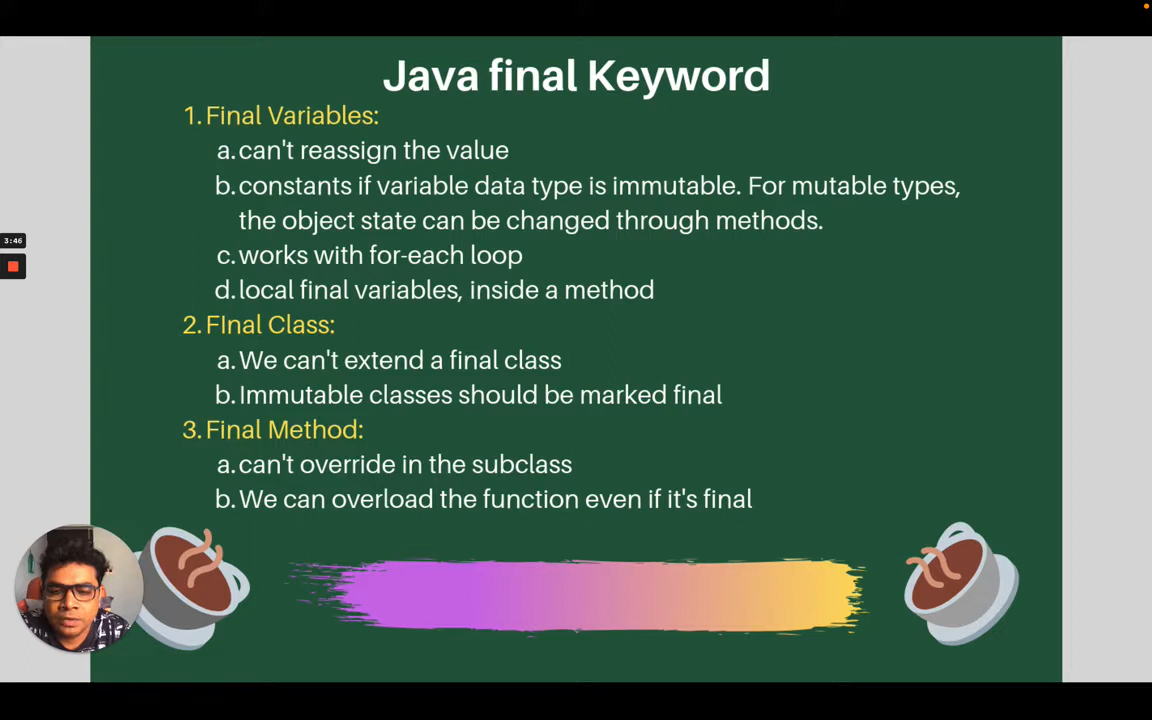 Java final Keyword
1. Final Variables:
a. can't reassign the value
b. constants if variable data type is immutable. For mutable types,
the object state can be changed through methods.
c. works with for-each loop
d. local final variables, inside a method
2. FInal Class:
a. We can't extend a final class
b. Immutable classes should be marked final
3. Final Method:
a. can't override in the subclass
b. We can overload the function even if it's final
3:46